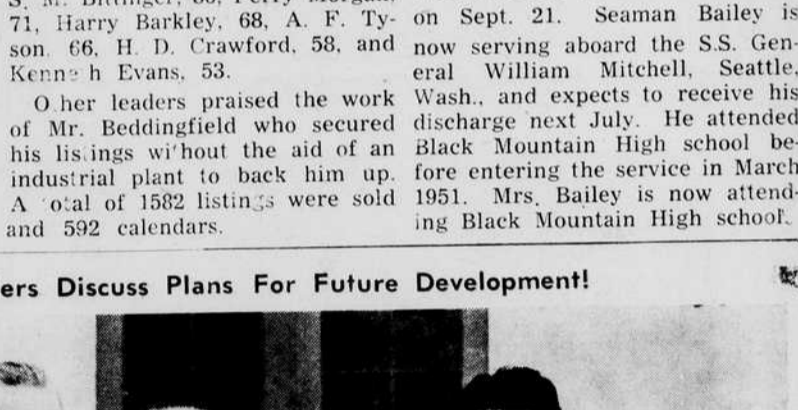 71, Harry Barkley, 68, A. F. Ty-
son, 66, H. D. Crawford, 58, and
Kenneth Evans, 53.
Other leaders praised the work
of Mr. Beddingfield who secured
his listings without the aid of an
industrial plant to back him up.
A total of 1582 listings were sold
and 592 calendars.
on Sept. 21. Seaman Bailey is
now serving aboard the S.S. Gen-
eral William Mitchell, Seattle,
Wash., and expects to receive his
discharge next July. He attended
Black Mountain High school be-
fore entering the service in March
1951. Mrs. Bailey is now attend-
ing Black Mountain High school.
ers Discuss Plans For Future Development!